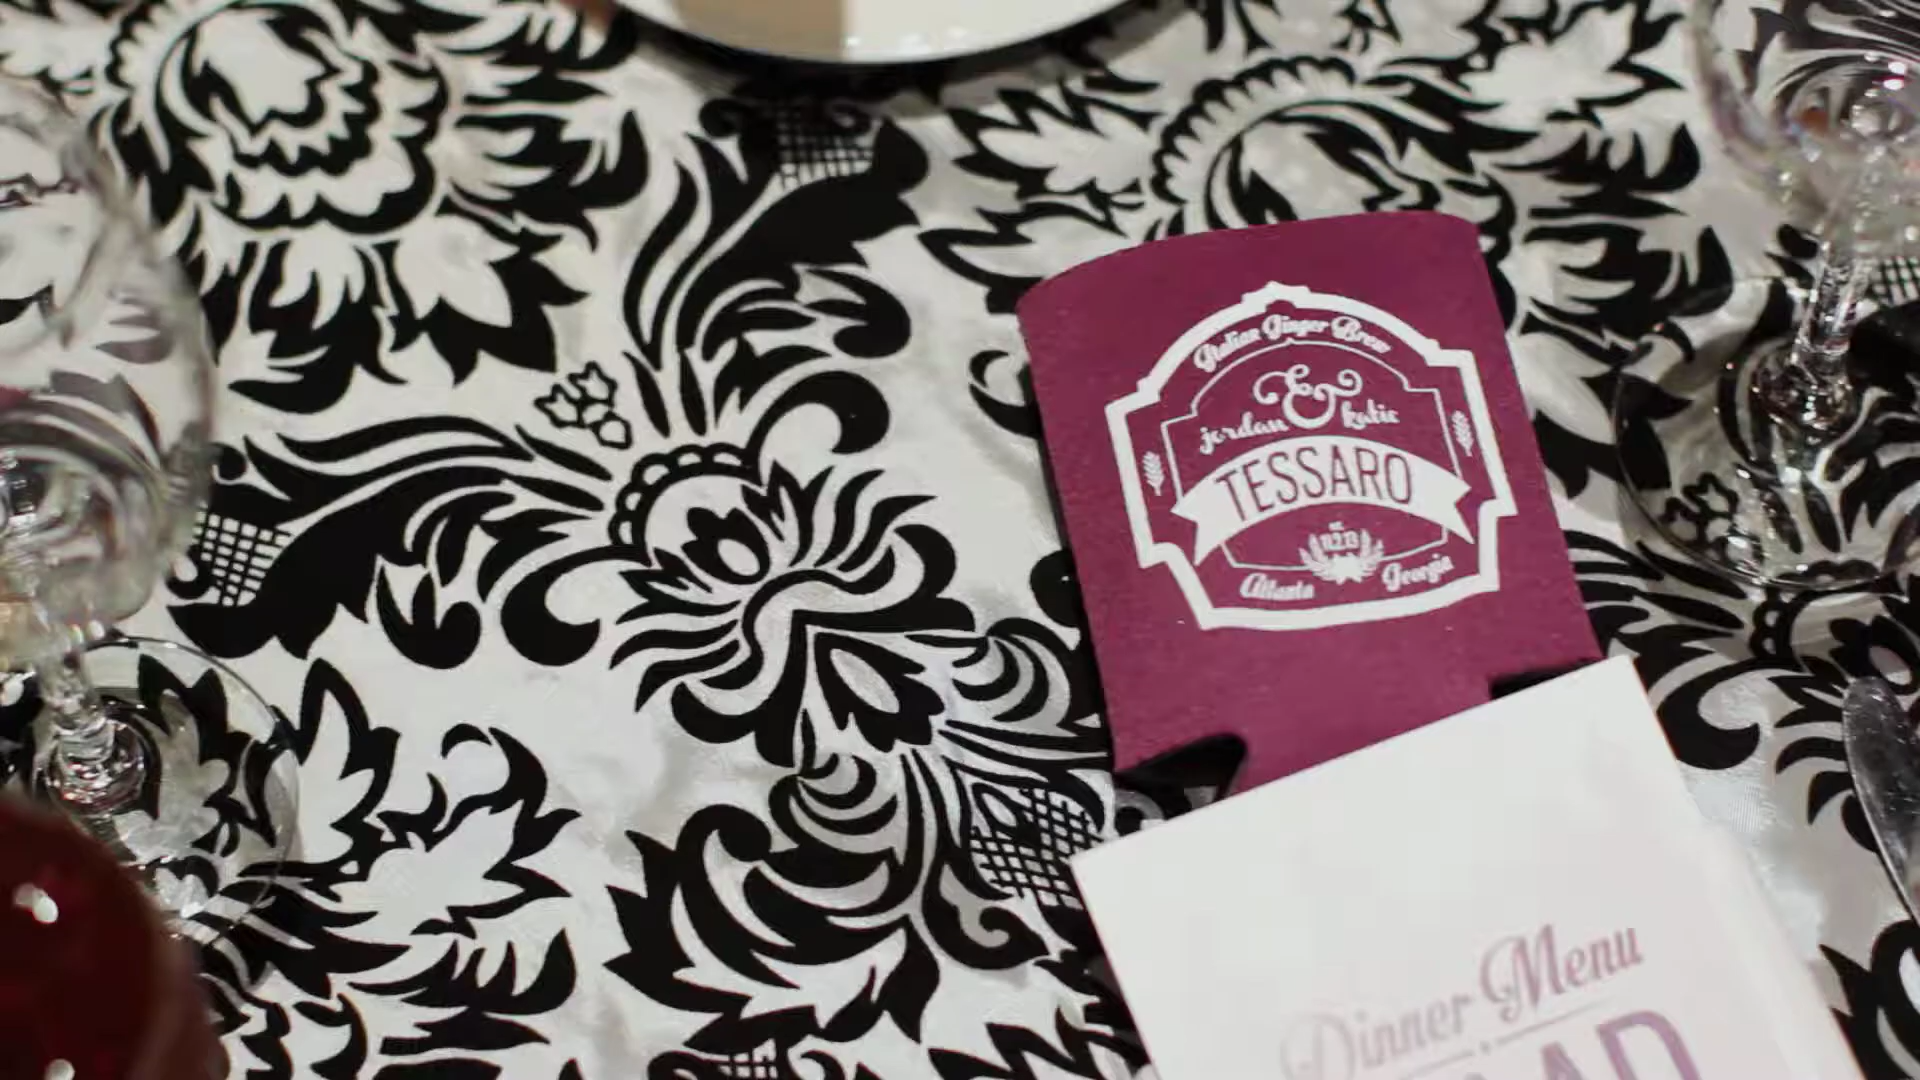 Italian Ginger Brew
&
jordan katie
TESSARO
Atlanta Georgia
Dinner Menu